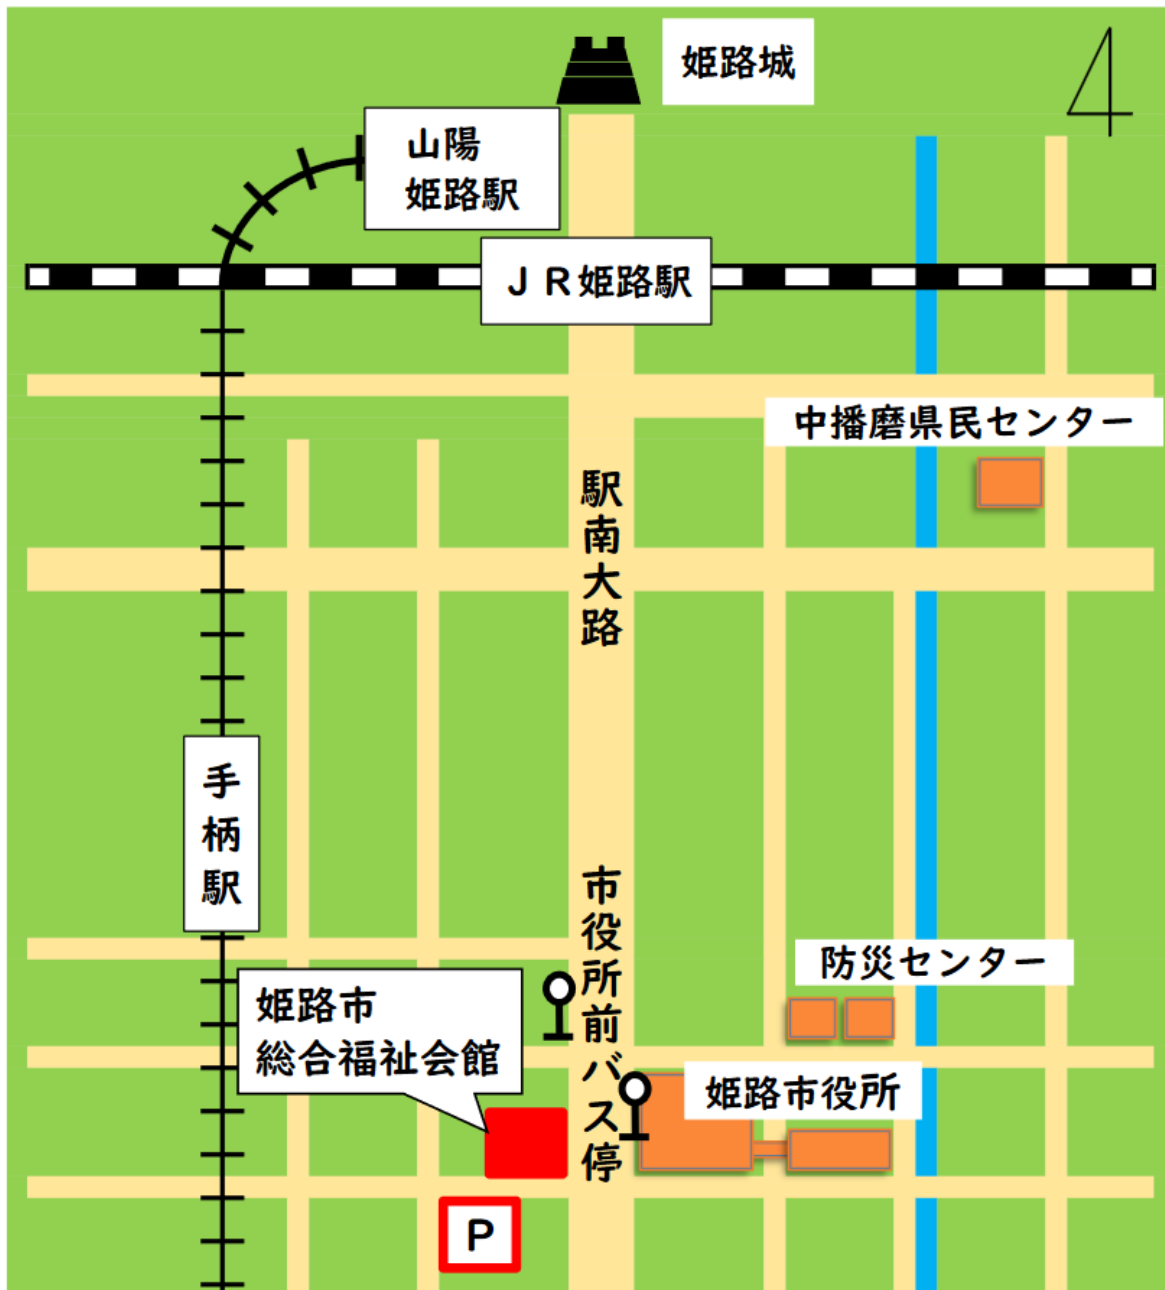 姫路城
山陽
姫路駅
ＪＲ姫路駅
中播磨県民センター
駅南大路
手柄駅
市役所前バス停
防災センター
姫路市
総合福祉会館
姫路市役所
P